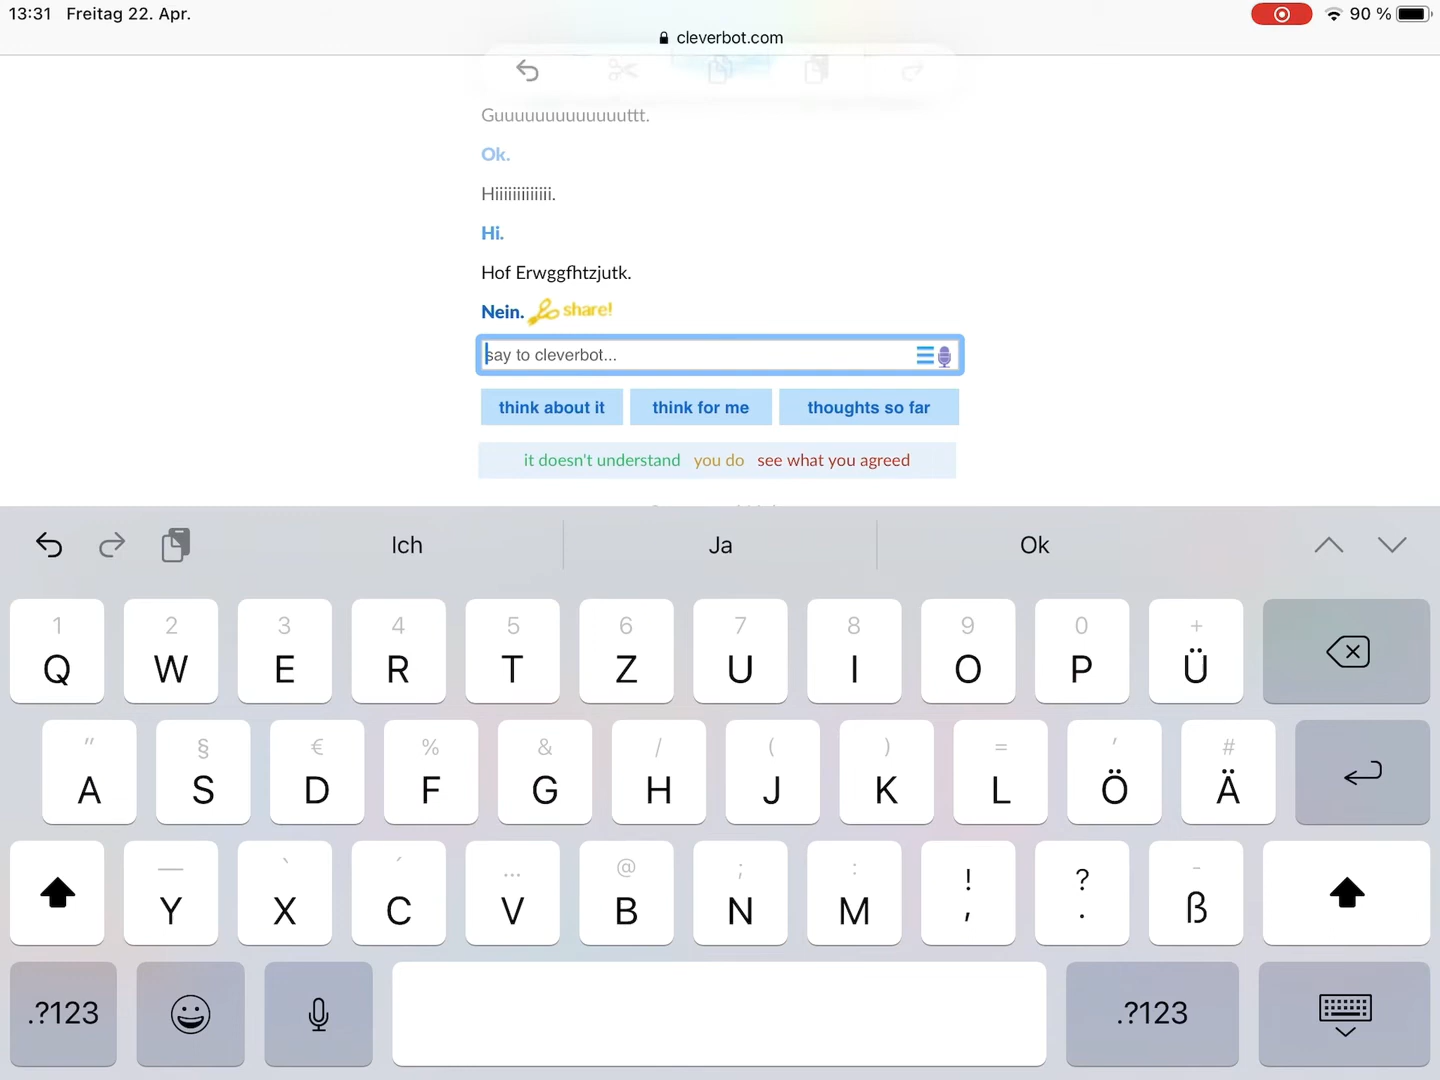 13:31 Freitag 22. Apr.
90 %
cleverbot.com
Guuuuuuuuuuuuuttt.
Ok.
Hiiiiiiiiiiiii.
Hi.
Hof Erwggfhtzjutk.
Nein. share!
say to cleverbot...
think about it think for me thoughts so far
it doesn't understand you do see what you agreed
Ich Ja Ok
1 2 3 4 5 6 7 8 9 0 +
Q W E R T Z U I O P Ü
" § € % & / ( ) = ' #
A S D F G H J K L Ö Ä
— ` ´ ... @ ; : ! ? -
Y X C V B N M , . ß
.?123 .?123